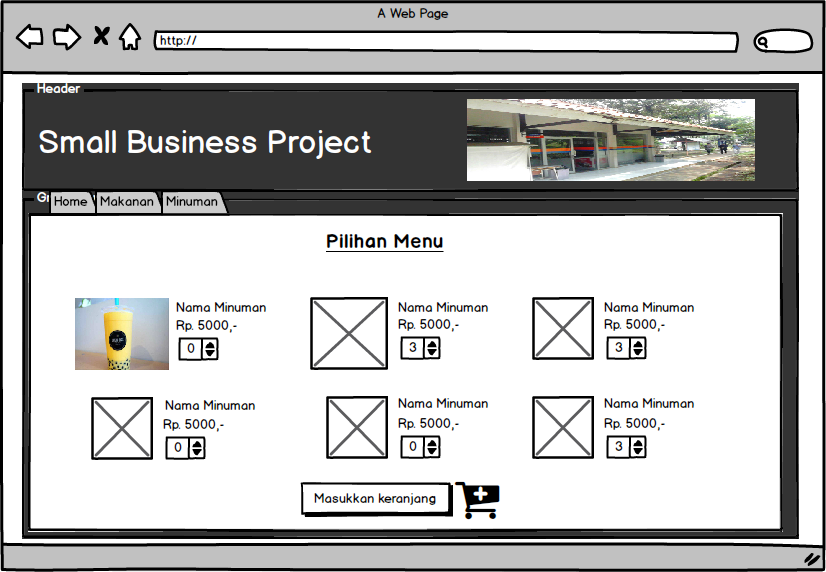 A Web Page
http://
Header
Small Business Project
Home Makanan Minuman
Pilihan Menu
Nama Minuman
Rp. 5000,-
0
Nama Minuman
Rp. 5000,-
3
Nama Minuman
Rp. 5000,-
3
Nama Minuman
Rp. 5000,-
0
Nama Minuman
Rp. 5000,-
0
Nama Minuman
Rp. 5000,-
3
Masukkan keranjang